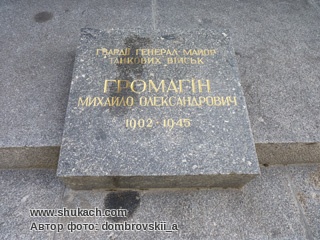 ГВАРДІЇ ГЕНЕРАЛ-МАЙОР
ТАНКОВИХ ВІЙСЬК
ГРОМАГІН
МИХАЙЛО ОЛЕКСАНДРОВИЧ
1902-1945
www.shukach.com
Автор фото: dombrovskii_a